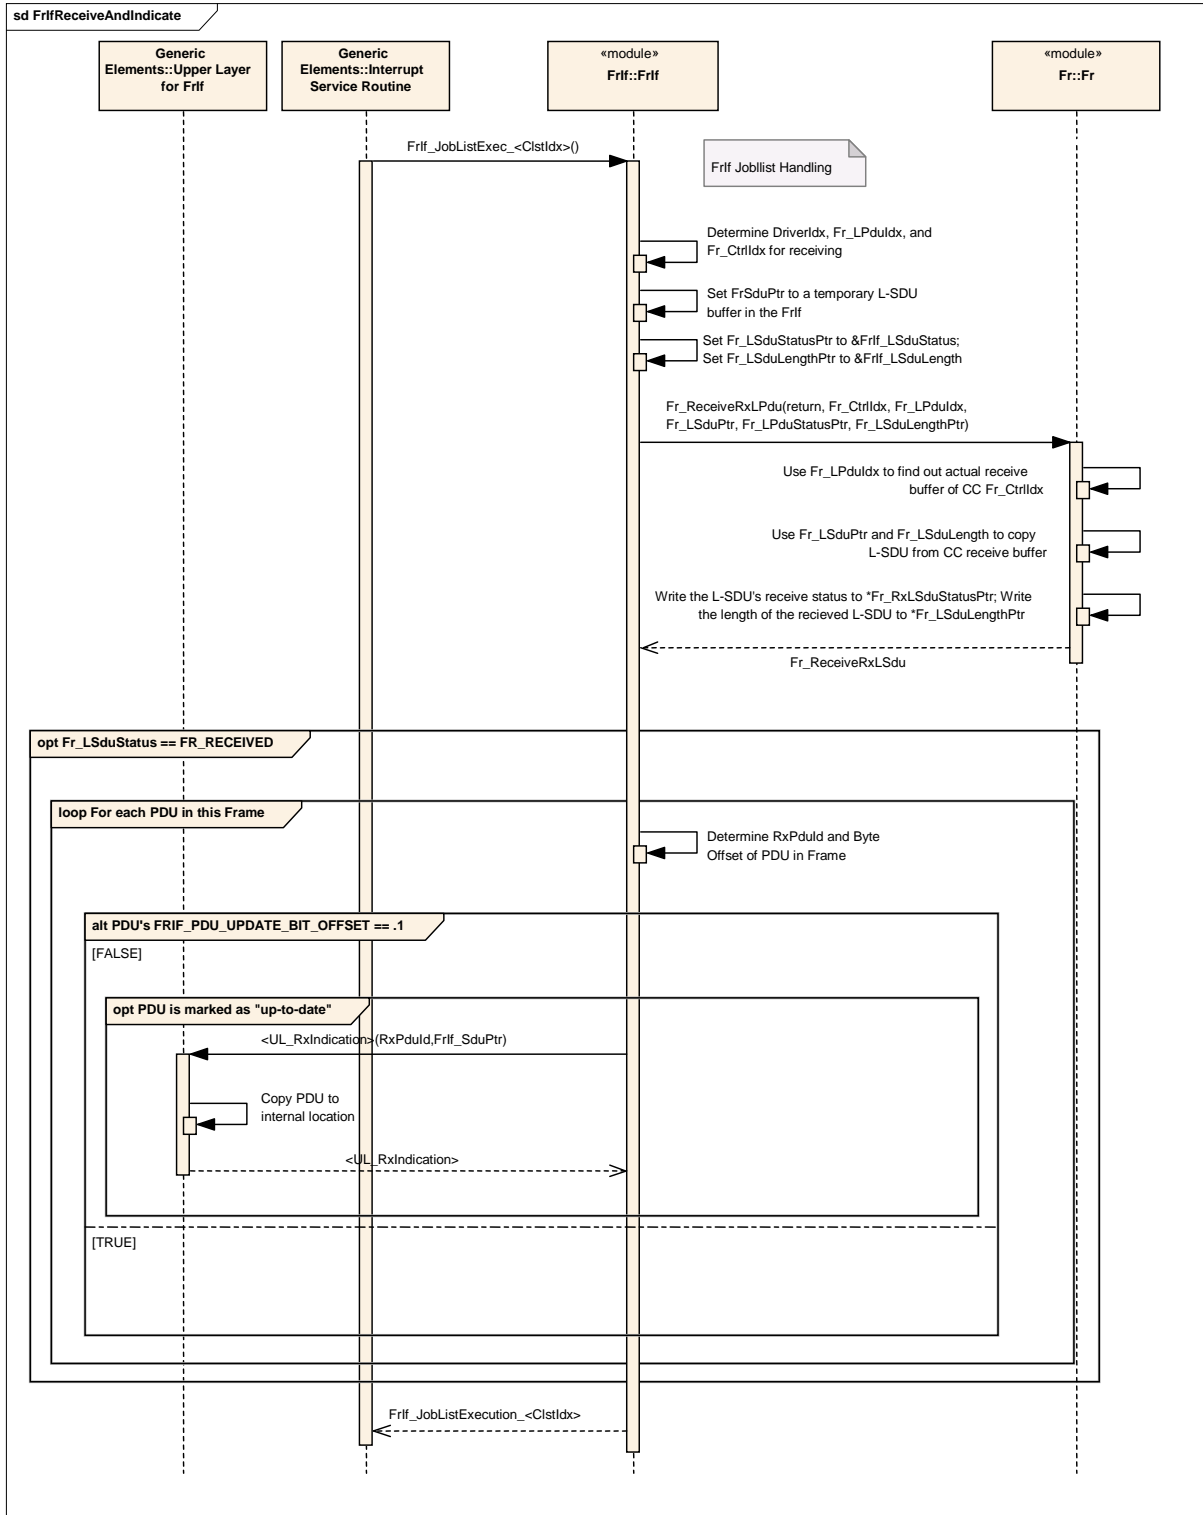 sd FrIfReceiveAndIndicate
Generic
Elements::Upper Layer
for FrIf
Generic
Elements::Interrupt
Service Routine
«module»
FrIf::FrIf
«module»
Fr::Fr
FrIf_JobListExec_<ClstIdx>()
FrIf Jobllist Handling
Determine DriverIdx, Fr_LPduIdx, and
Fr_CtrlIdx for receiving
Set FrSduPtr to a temporary L-SDU
buffer in the FrIf
Set Fr_LSduStatusPtr to &FrIf_LSduStatus;
Set Fr_LSduLengthPtr to &FrIf_LSduLength
Fr_ReceiveRxLPdu(return, Fr_CtrlIdx, Fr_LPduIdx,
Fr_LSduPtr, Fr_LPduStatusPtr, Fr_LSduLengthPtr)
Use Fr_LPduIdx to find out actual receive
buffer of CC Fr_CtrlIdx
Use Fr_LSduPtr and Fr_LSduLength to copy
L-SDU from CC receive buffer
Write the L-SDU's receive status to *Fr_RxLSduStatusPtr; Write
the length of the recieved L-SDU to *Fr_LSduLengthPtr
Fr_ReceiveRxLSdu
opt Fr_LSduStatus == FR_RECEIVED
loop For each PDU in this Frame
Determine RxPduId and Byte
Offset of PDU in Frame
alt PDU's FRIF_PDU_UPDATE_BIT_OFFSET == .1
[FALSE]
opt PDU is marked as "up-to-date"
<UL_RxIndication>(RxPduId,FrIf_SduPtr)
Copy PDU to
internal location
<UL_RxIndication>
[TRUE]
FrIf_JobListExecution_<ClstIdx>